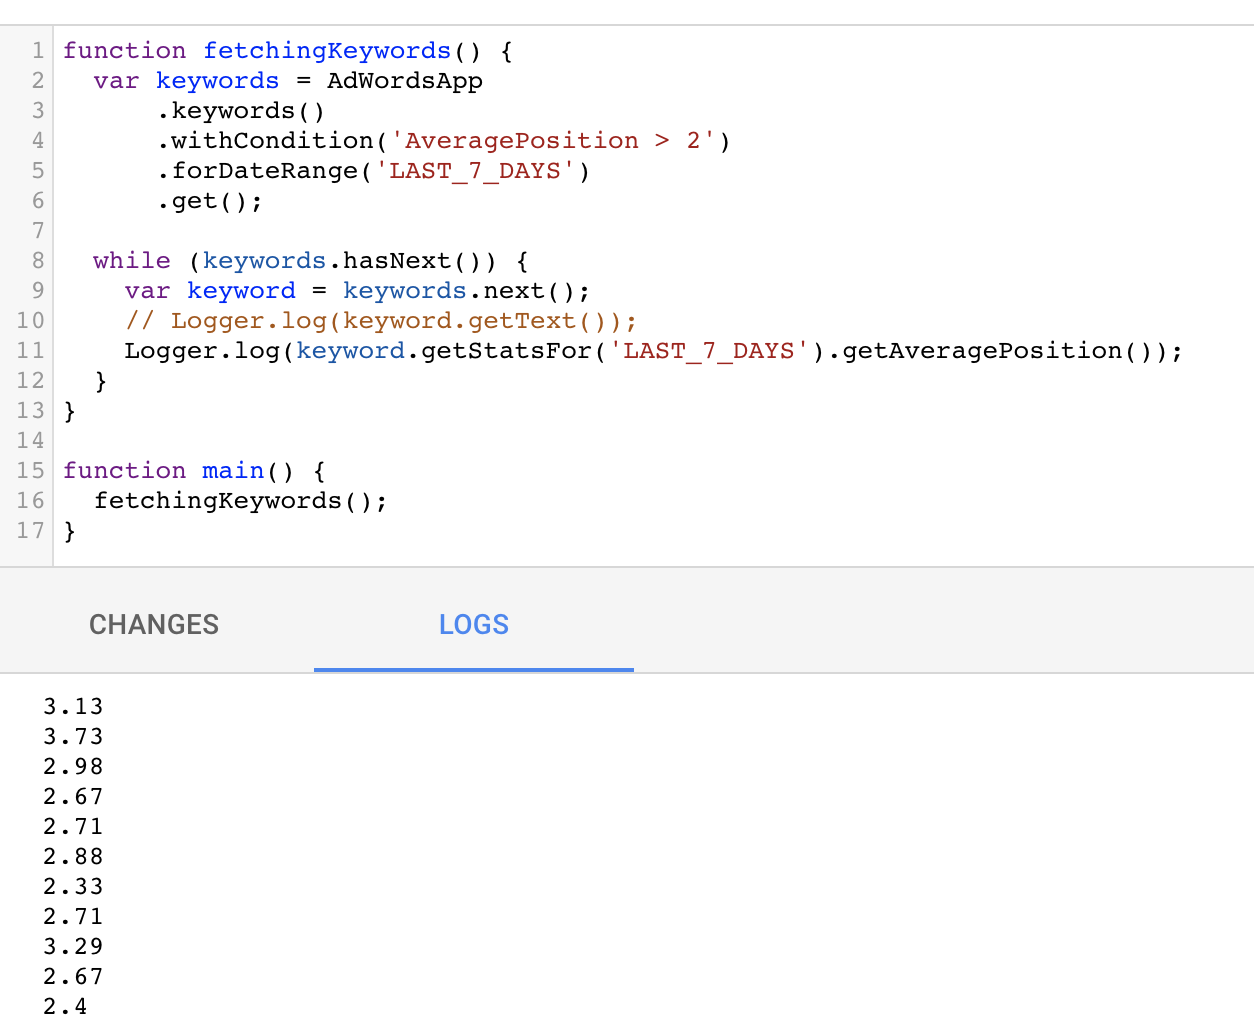 1 function fetchingKeywords() {
2   var keywords = AdWordsApp
3       .keywords()
4       .withCondition('AveragePosition > 2')
5       .forDateRange('LAST_7_DAYS')
6       .get();
7
8   while (keywords.hasNext()) {
9     var keyword = keywords.next();
10     // Logger.log(keyword.getText());
11     Logger.log(keyword.getStatsFor('LAST_7_DAYS').getAveragePosition());
12   }
13 }
14
15 function main() {
16   fetchingKeywords();
17 }
CHANGES LOGS
3.13
3.73
2.98
2.67
2.71
2.88
2.33
2.71
3.29
2.67
2.4